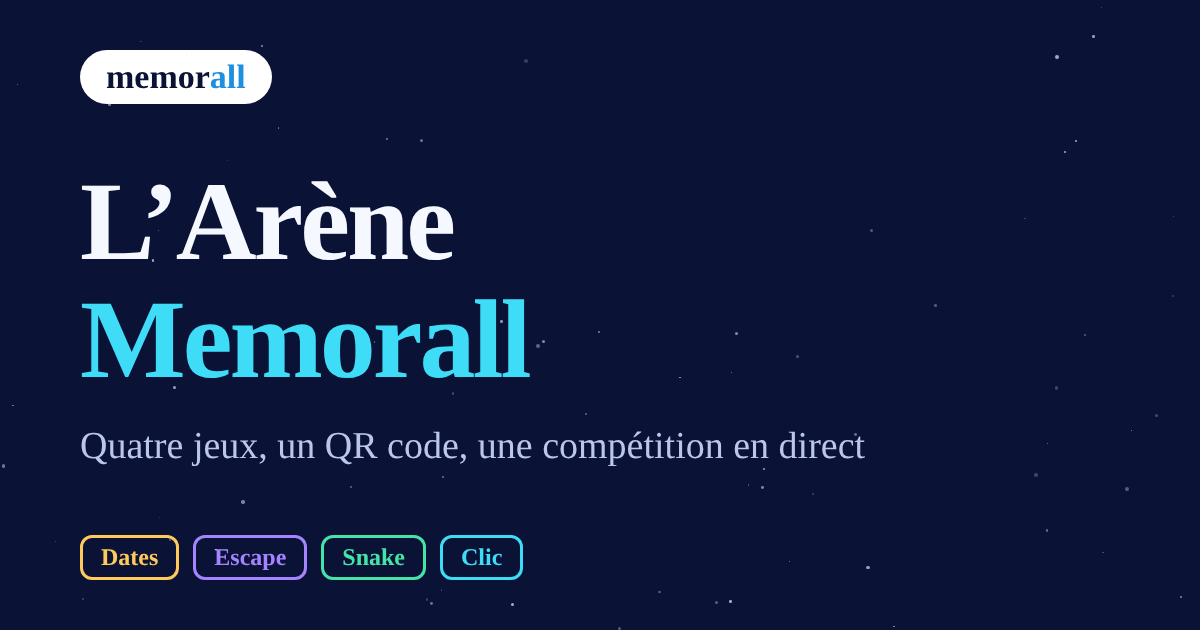 memorall
L’Arène
Memorall
Quatre jeux, un QR code, une compétition en direct
Dates Escape Snake Clic